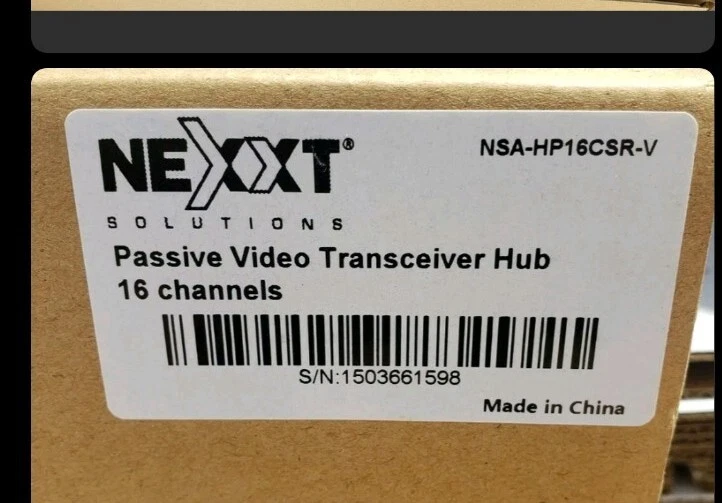 NEXXT®
NSA-HP16CSR-V
SOLUTIONS
Passive Video Transceiver Hub
16 channels
S/N:1503661598
Made in China